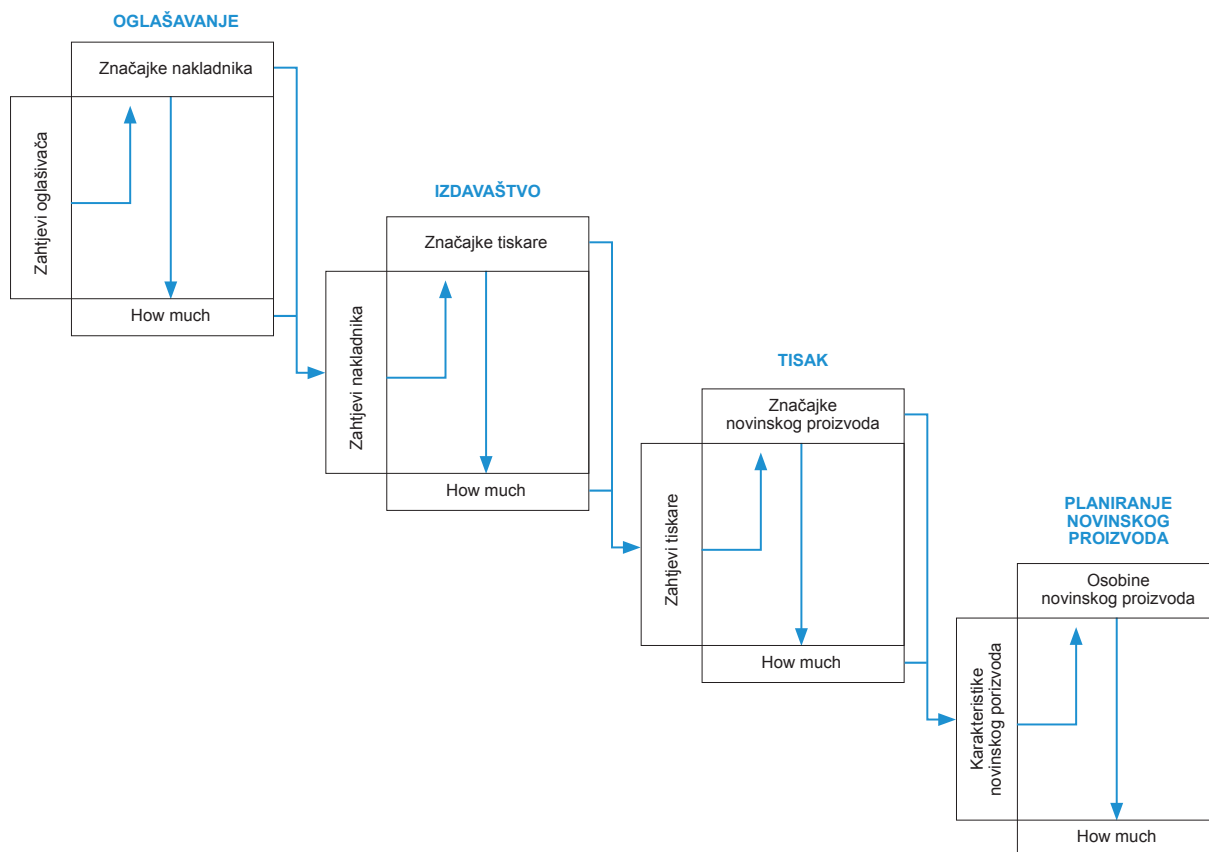 OGLAŠAVANJE
Značajke nakladnika
Zahtjevi oglašivača
How much
IZDAVAŠTVO
Značajke tiskare
Zahtjevi nakladnika
How much
TISAK
Značajke
novinskog proizvoda
Zahtjevi tiskare
How much
PLANIRANJE
NOVINSKOG
PROIZVODA
Osobine
novinskog proizvoda
Karakteristike
novinskog porizvoda
How much